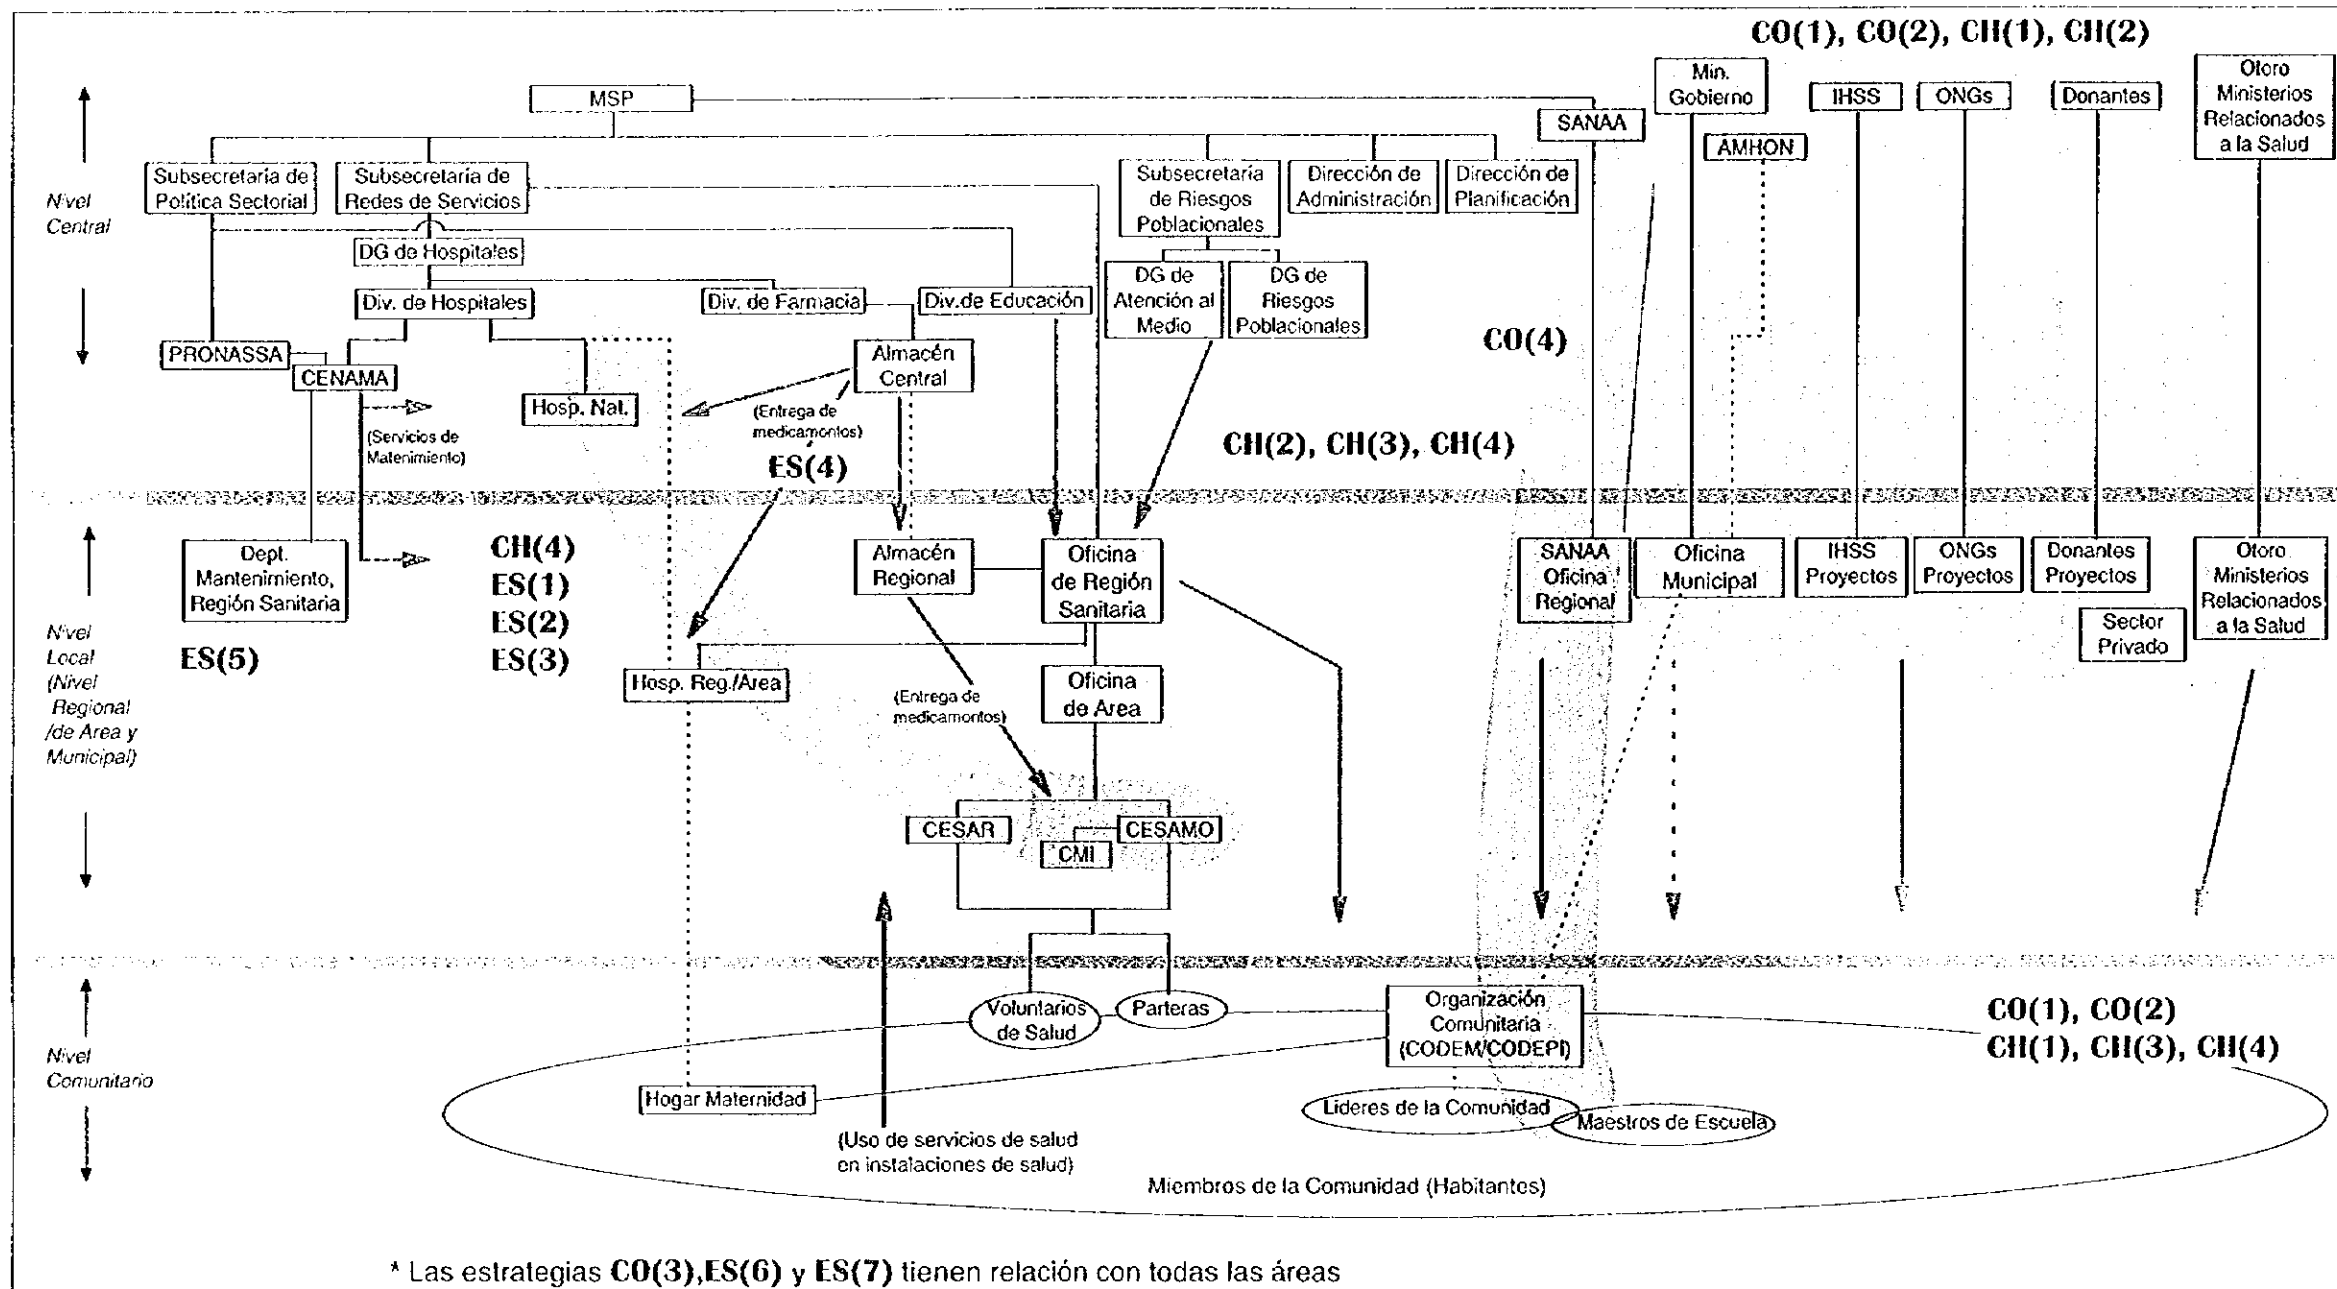 CO(1), CO(2), CH(1), CH(2)
MSP
SANAA
Min.
Gobierno
AMHON
IHSS
ONGs
Donantes
Otoro
Ministerios
Relacionados
a la Salud
Nivel
Central
Subsecretaría de
Política Sectorial
Subsecretaría de
Redes de Servicios
Subsecretaría
de Riesgos
Poblacionales
Dirección de
Administración
Dirección de
Planificación
DG de Hospitales
Div. de Hospitales
Div. de Farmacia
Div.de Educación
DG de
Atención al
Medio
DG de
Riesgos
Poblacionales
PRONASSA
CENAMA
Hosp. Nat.
Almacén
Central
CO(4)
(Servicios de
Matenimiento)
(Entrega de
medicamontos)
ES(4)
CH(2), CH(3), CH(4)
Nivel
Local
(Nivel
Regional
/de Area y
Municipal)
Dept.
Mantenimiento,
Región Sanitaria
ES(5)
CH(4)
ES(1)
ES(2)
ES(3)
Almacén
Regional
Oficina
de Región
Sanitaria
SANAA
Oficina
Regional
Oficina
Municipal
IHSS
Proyectos
ONGs
Proyectos
Donantes
Proyectos
Sector
Privado
Otoro
Ministerios
Relacionados
a la Salud
Hosp. Reg./Area
(Entrega de
medicamontos)
Oficina
de Area
CESAR
CMI
CESAMO
Nivel
Comunitario
Voluntarios
de Salud
Parteras
Organización
Comunitaria
(CODEM/CODEPI)
CO(1), CO(2)
CH(1), CH(3), CH(4)
Hogar Maternidad
Lideres de la Comunidad
Maestros de Escuela
(Uso de servicios de salud
en instalaciones de salud)
Miembros de la Comunidad (Habitantes)
* Las estrategias CO(3),ES(6) y ES(7) tienen relación con todas las áreas